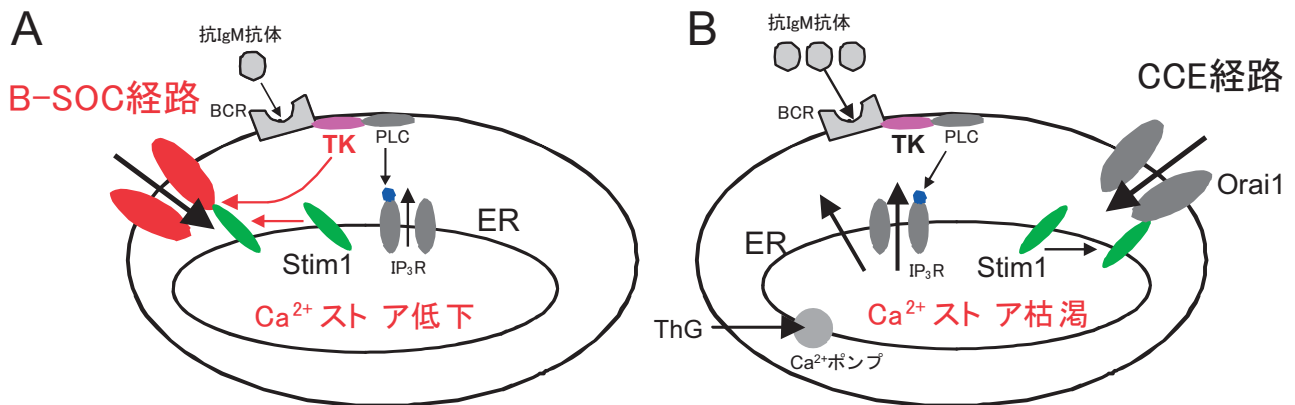 A
抗IgM抗体
B-SOC経路
BCR
TK
PLC
ER
Stim1
IP₃R
Ca²⁺ スト ア低 下
B
抗IgM抗体
CCE経路
BCR
TK
PLC
Orai1
ER
IP₃R
Stim1
Ca²⁺ スト ア枯 渇
ThG
Ca²⁺ポンプ